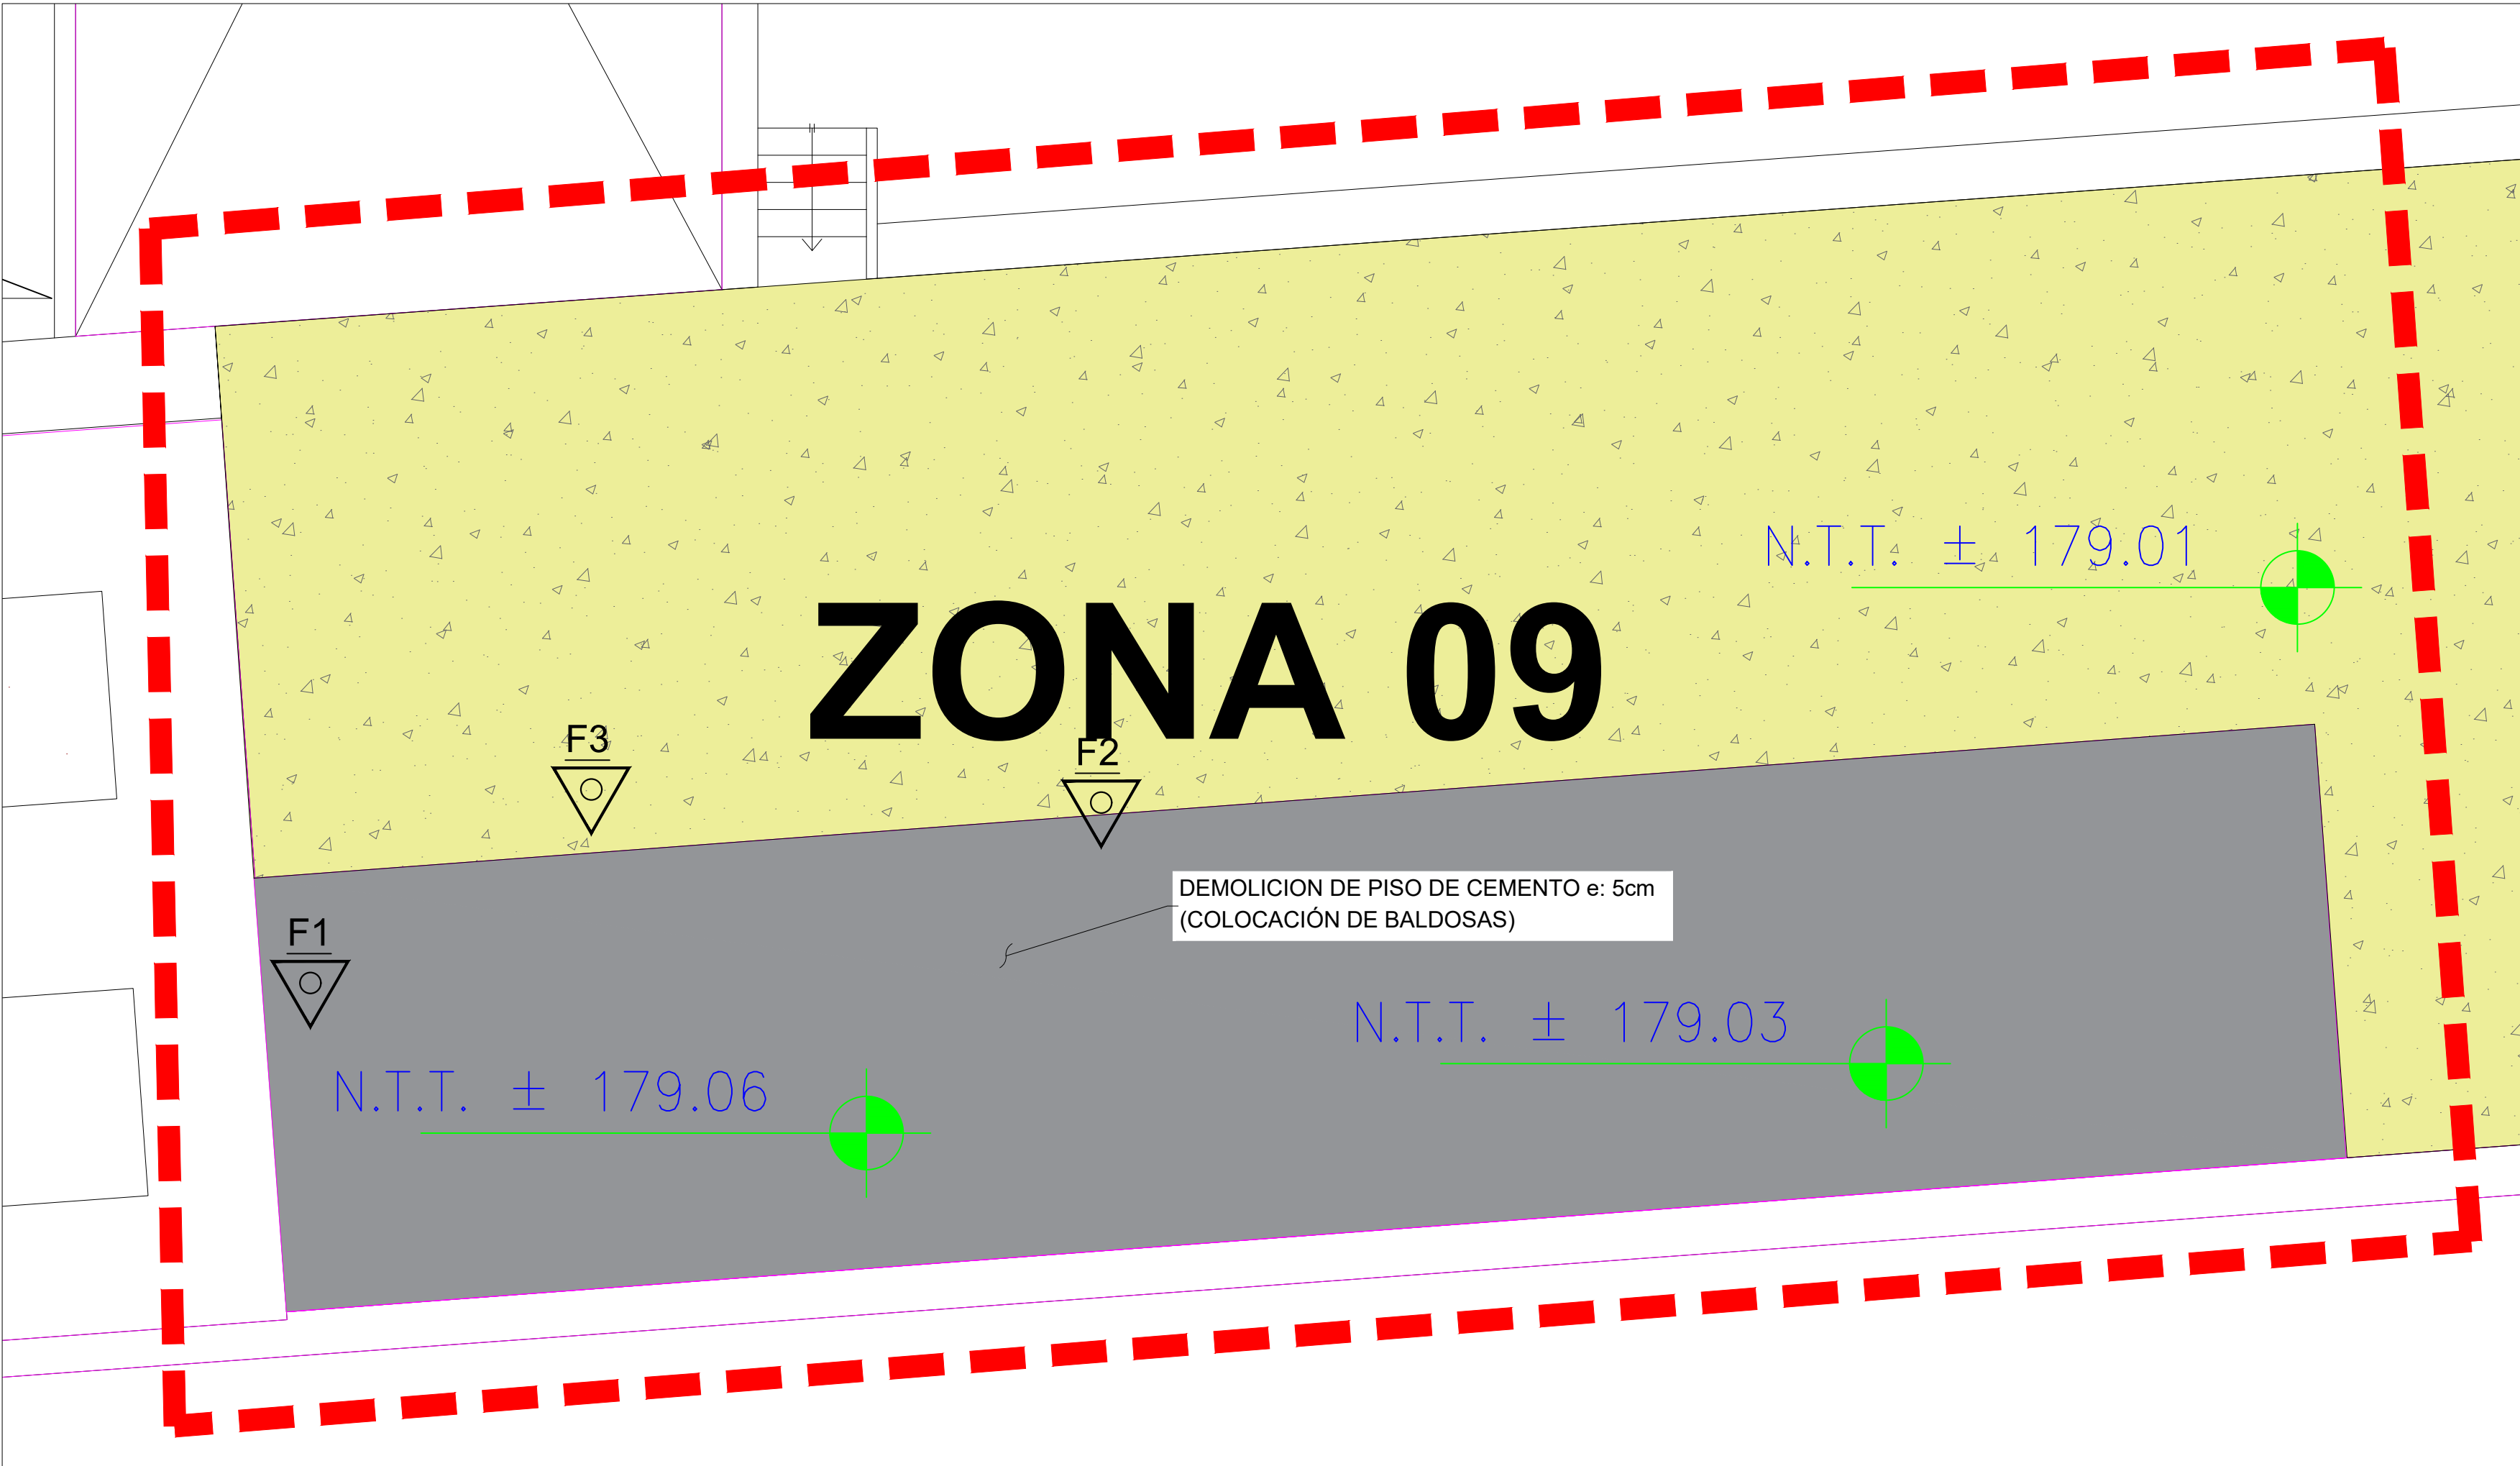 N.T.T. ± 179.01
ZONA 09
F3
F2
DEMOLICION DE PISO DE CEMENTO e: 5cm
(COLOCACIÓN DE BALDOSAS)
F1
N.T.T. ± 179.03
N.T.T. ± 179.06